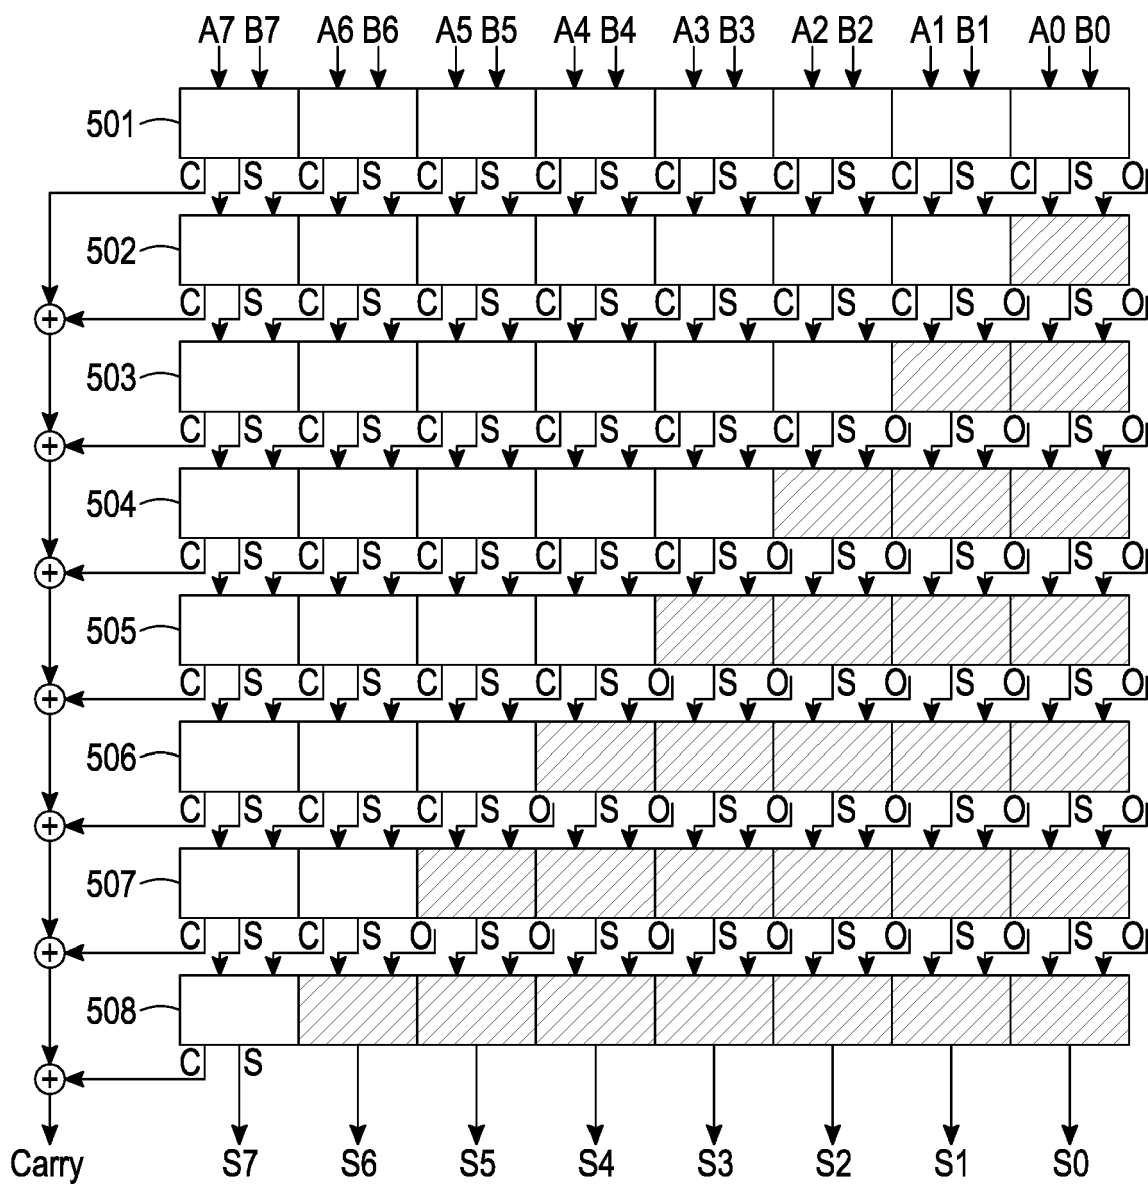 A7 B7 A6 B6 A5 B5 A4 B4 A3 B3 A2 B2 A1 B1 A0 B0
501
C S C S C S C S C S C S C S C S O
502
C S C S C S C S C S C S C S O S O
+
503
C S C S C S C S C S C S O S O S O
+
504
C S C S C S C S C S O S O S O S O
+
505
C S C S C S C S O S O S O S O S O
+
506
C S C S C S O S O S O S O S O S O
+
507
C S C S O S O S O S O S O S O S O
+
508
C S
+
Carry S7 S6 S5 S4 S3 S2 S1 S0